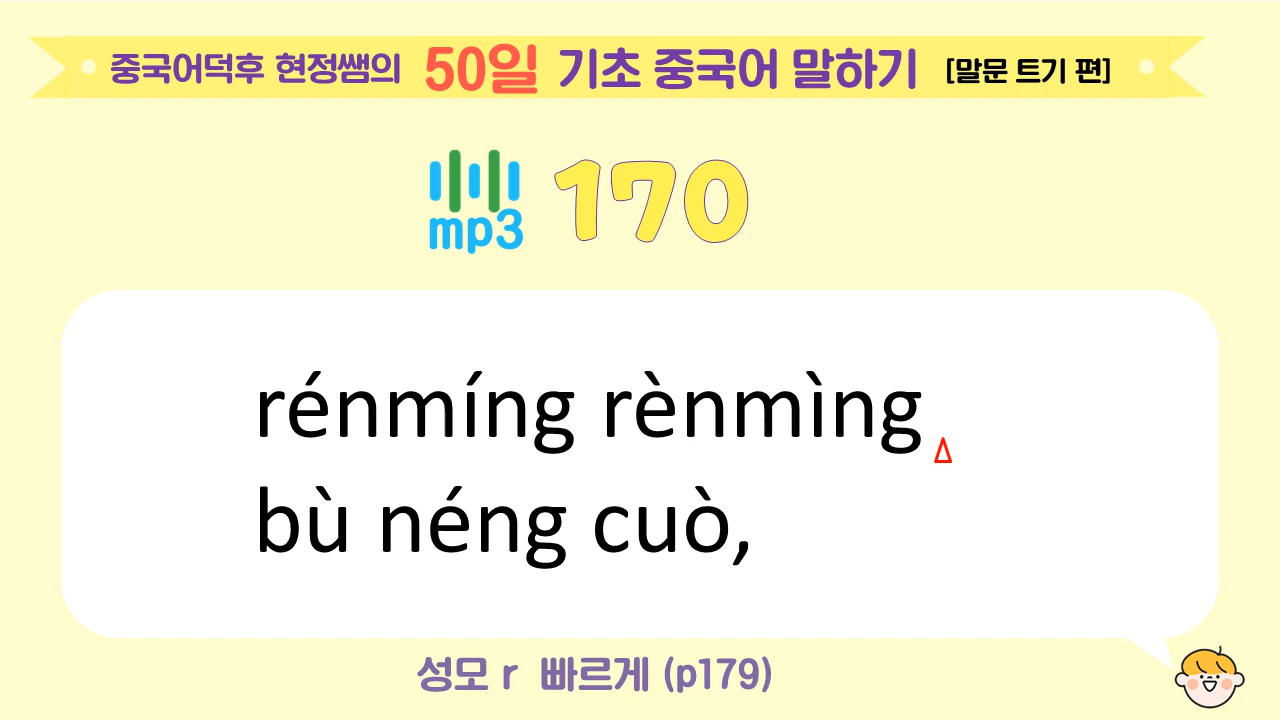 중국어덕후 현정쌤의 50일 기초 중국어 말하기 [말문 트기 편]
mp3 170
rénmíng rènmìng
bù néng cuò,
성모 r 빠르게 (p179)